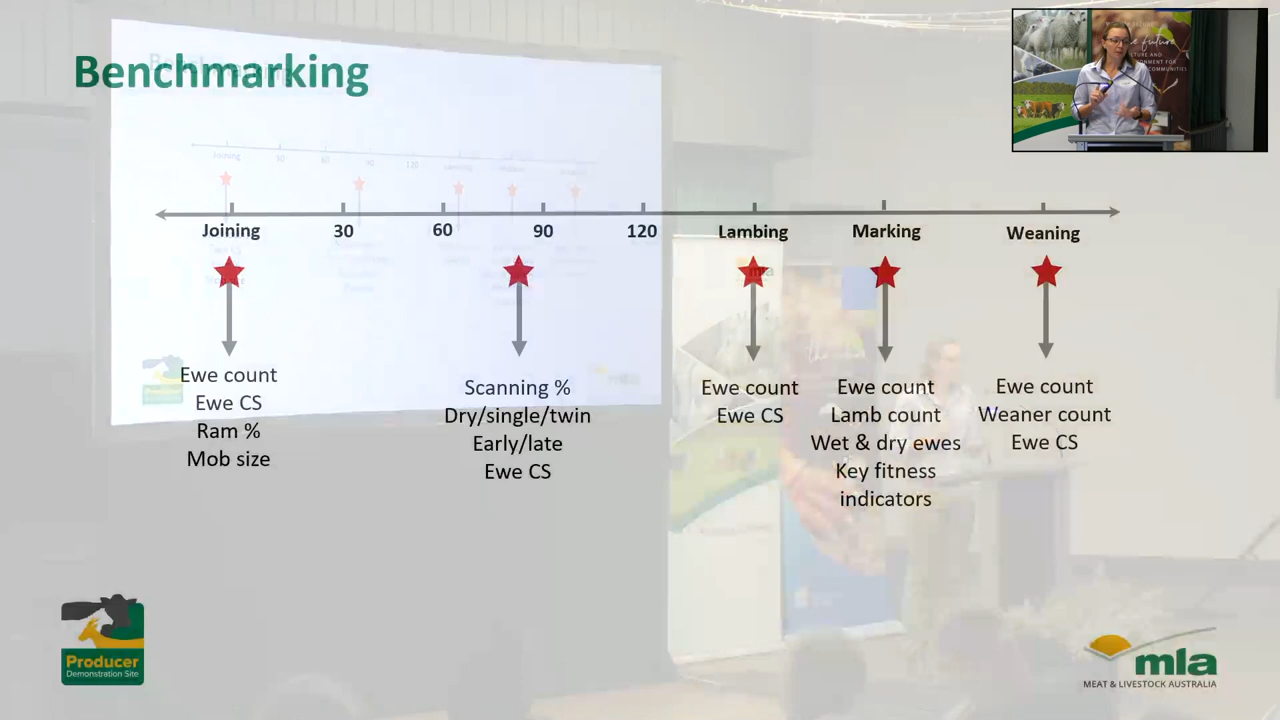 Benchmarking
Joining 30 60 90 120 Lambing Marking Weaning
Ewe count
Ewe CS
Ram %
Mob size
Scanning %
Dry/single/twin
Early/late
Ewe CS
Ewe count
Ewe CS
Ewe count
Lamb count
Wet & dry ewes
Key fitness
indicators
Ewe count
Weaner count
Ewe CS
Producer
Demonstration Site
mla
MEAT & LIVESTOCK AUSTRALIA